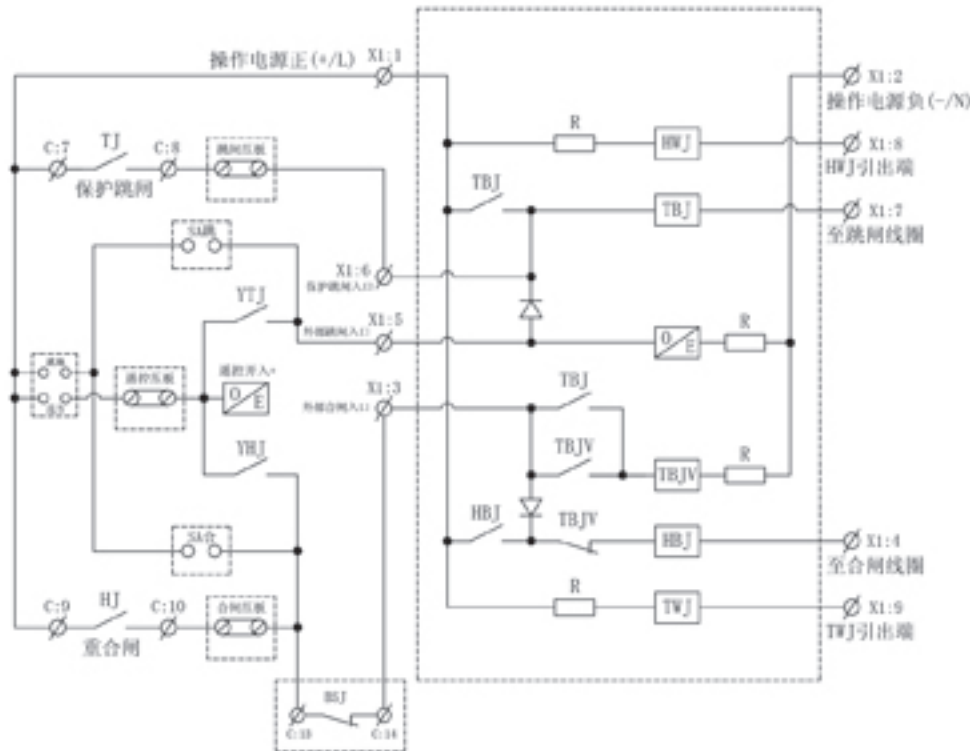 操作电源正(+/L)
X1:1
X1:2
操作电源负(-/N)
R
HWJ
X1:8
HWJ引出端
C:7
TJ
C:8
跳闸压板
保护跳闸
TBJ
TBJ
X1:7
至跳闸线圈
SA跳
X1:6
保护跳闸入口
YTJ
X1:5
外部跳闸入口
O
E
R
遥控压板
遥控开入+
O
E
X1:3
外部合闸入口
TBJ
YHJ
TBJV
TBJV
R
SA合
HBJ
TBJV
HBJ
X1:4
至合闸线圈
C:9
HJ
C:10
合闸压板
重合闸
R
TWJ
X1:9
TWJ引出端
BSJ
C:13
C:14